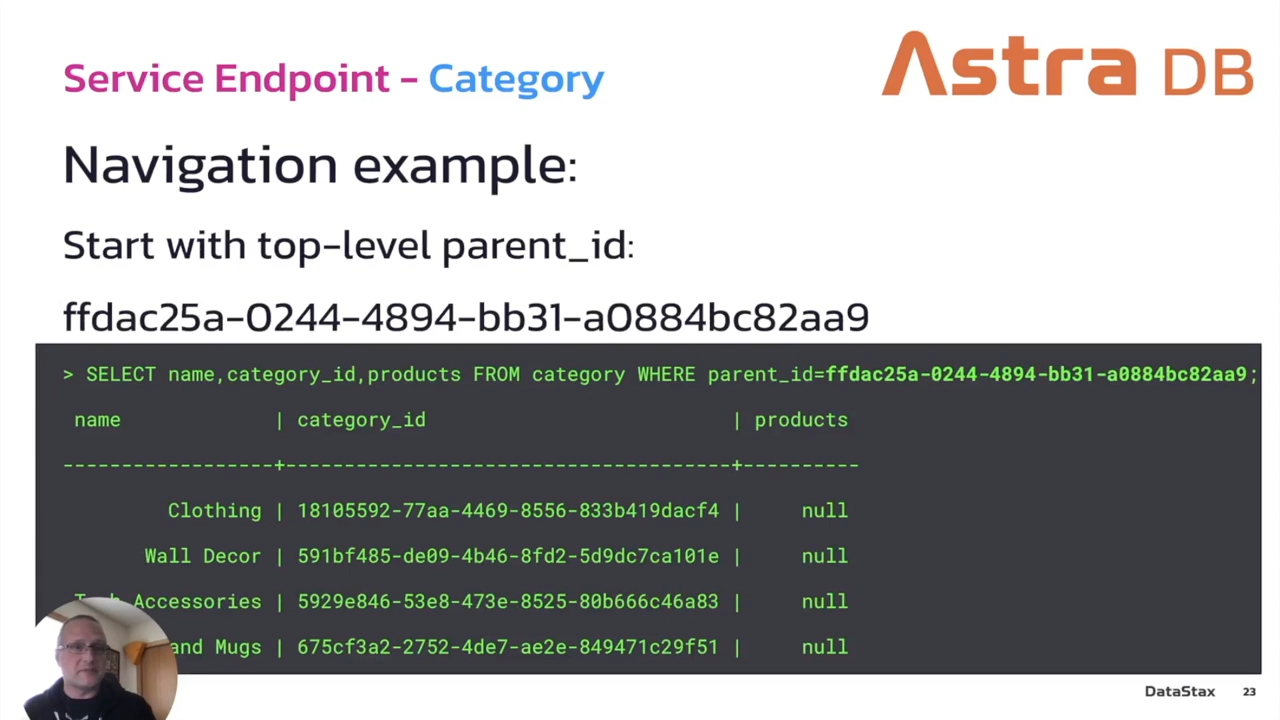 Service Endpoint - Category
Astra DB
Navigation example:
Start with top-level parent_id:
ffdac25a-0244-4894-bb31-a0884bc82aa9
> SELECT name,category_id,products FROM category WHERE parent_id=ffdac25a-0244-4894-bb31-a0884bc82aa9;
name | category_id | products
------------------+--------------------------------------+----------
Clothing | 18105592-77aa-4469-8556-833b419dacf4 | null
Wall Decor | 591bf485-de09-4b46-8fd2-5d9dc7ca101e | null
Accessories | 5929e846-53e8-473e-8525-80b666c46a83 | null
and Mugs | 675cf3a2-2752-4de7-ae2e-849471c29f51 | null
DataStax 23